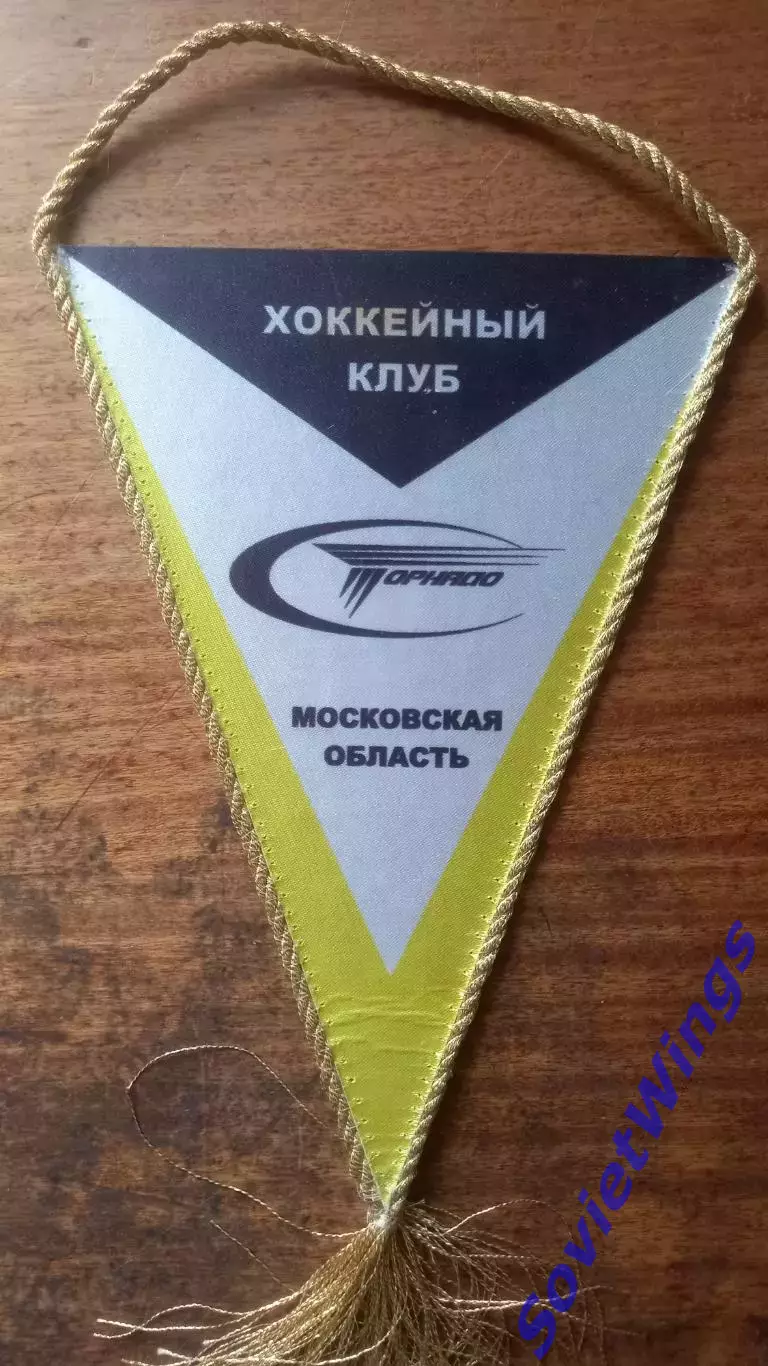 ХОККЕЙНЫЙ
КЛУБ
ТОРНАДО
МОСКОВСКАЯ
ОБЛАСТЬ
SovietWings